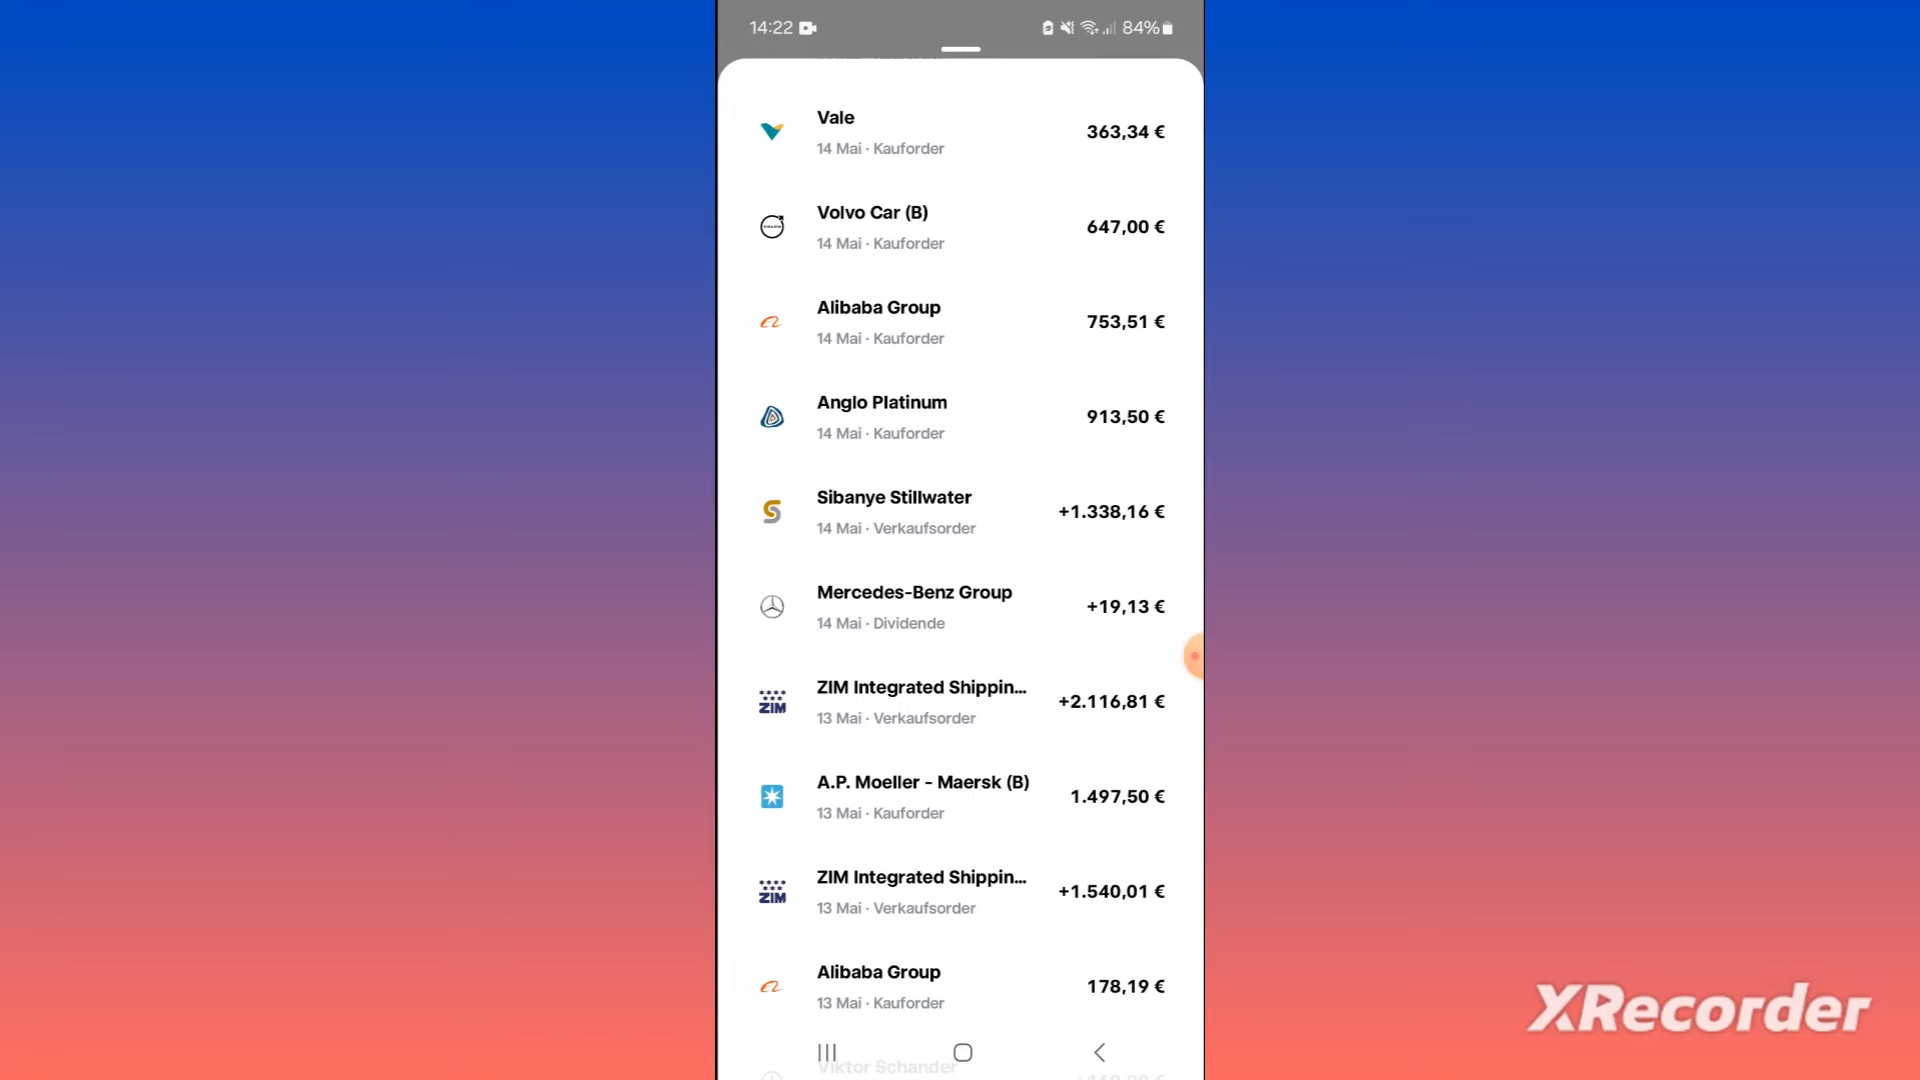 14:22
84%
Vale
14 Mai · Kauforder
363,34 €
Volvo Car (B)
14 Mai · Kauforder
647,00 €
Alibaba Group
14 Mai · Kauforder
753,51 €
Anglo Platinum
14 Mai · Kauforder
913,50 €
Sibanye Stillwater
14 Mai · Verkaufsorder
+1.338,16 €
Mercedes-Benz Group
14 Mai · Dividende
+19,13 €
ZIM Integrated Shippin...
13 Mai · Verkaufsorder
+2.116,81 €
ZIM
A.P. Moeller - Maersk (B)
13 Mai · Kauforder
1.497,50 €
ZIM Integrated Shippin...
13 Mai · Verkaufsorder
+1.540,01 €
ZIM
Alibaba Group
13 Mai · Kauforder
178,19 €
Viktor Schander
XRecorder